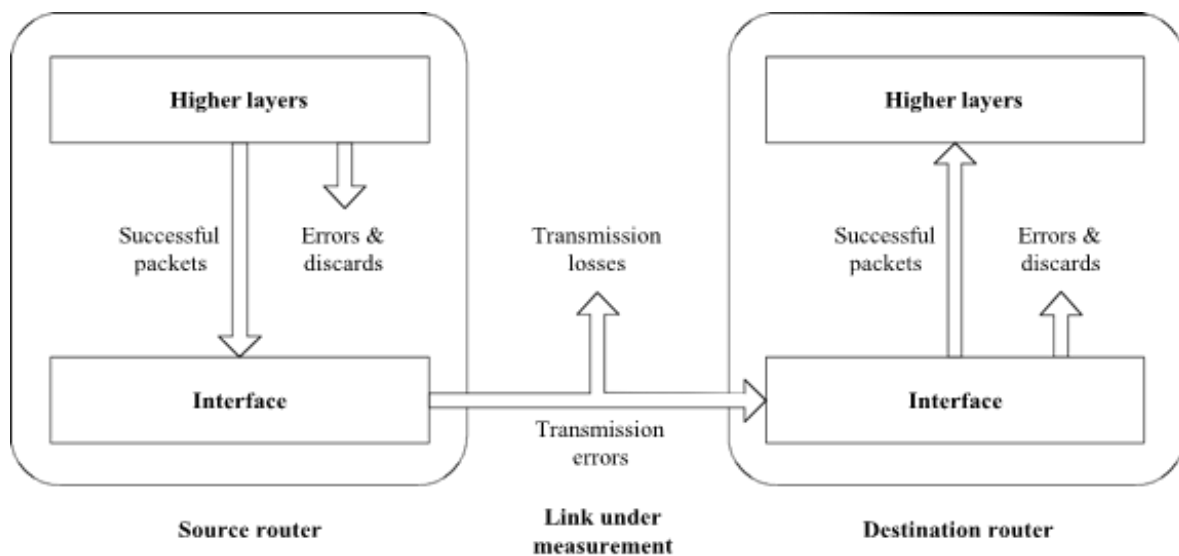 Higher layers
Higher layers
Successful
packets
Errors &
discards
Transmission
losses
Successful
packets
Errors &
discards
Interface
Interface
Transmission
errors
Source router
Link under
measurement
Destination router